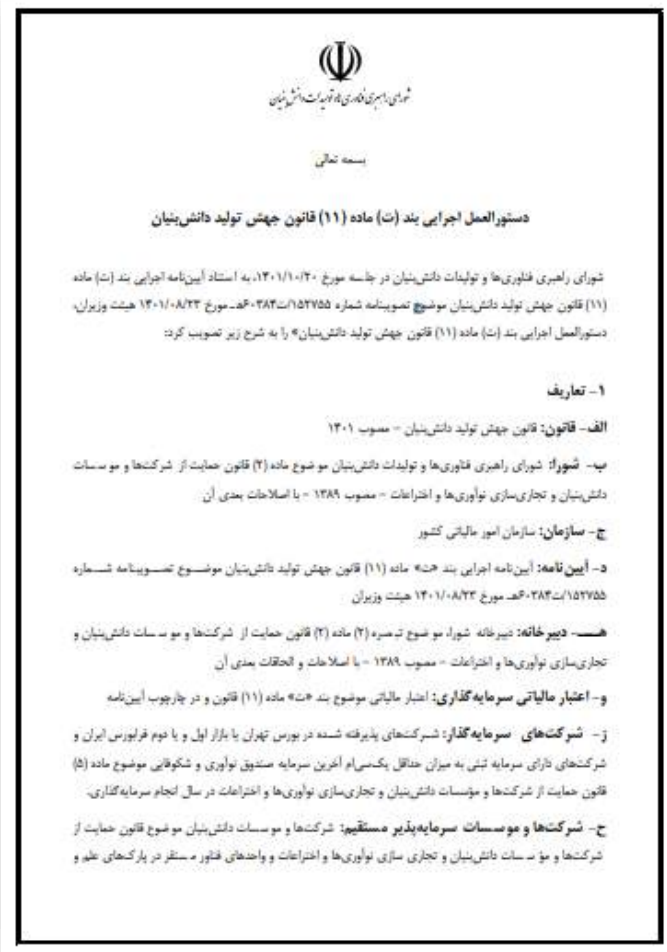 شورای راهبری فناوری‌ها و تولیدات دانش‌بنیان
بسمه تعالی
دستورالعمل اجرایی بند (ت) ماده (۱۱) قانون جهش تولید دانش‌بنیان
شورای راهبری فناوری‌ها و تولیدات دانش‌بنیان در جلسه مورخ ۱۴۰۱/۱۰/۲۰، به استناد آیین‌نامه اجرایی بند (ت) ماده
(۱۱) قانون جهش تولید دانش‌بنیان موضوع تصویبنامه شماره ۱۵۲۷۵۵/ت۶۰۳۸۴هـ مورخ ۱۴۰۱/۰۸/۲۳ هیئت وزیران،
دستورالعمل اجرایی بند (ت) ماده (۱۱) قانون جهش تولید دانش‌بنیان» را به شرح زیر تصویب کرد:
۱- تعاریف
الف- قانون: قانون جهش تولید دانش‌بنیان - مصوب ۱۴۰۱
ب- شورا: شورای راهبری فناوری‌ها و تولیدات دانش‌بنیان موضوع ماده (۲) قانون حمایت از شرکت‌ها و موسسات
دانش‌بنیان و تجاری‌سازی نوآوری‌ها و اختراعات - مصوب ۱۳۸۹ - با اصلاحات بعدی آن
ج- سازمان: سازمان امور مالیاتی کشور
د- آیین نامه: آیین‌نامه اجرایی بند «ت» ماده (۱۱) قانون جهش تولید دانش‌بنیان موضوع تصویبنامه شماره
۱۵۲۷۵۵/ت۶۰۳۸۴هـ مورخ ۱۴۰۱/۰۸/۲۳ هیئت وزیران
هـ- دبیرخانه: دبیرخانه شورا، موضوع تبصره (۲) ماده (۲) قانون حمایت از شرکت‌ها و موسسات دانش‌بنیان و
تجاری‌سازی نوآوری‌ها و اختراعات - مصوب ۱۳۸۹ - با اصلاحات و الحاقات بعدی آن
و- اعتبار مالیاتی سرمایه‌گذاری: اعتبار مالیاتی موضوع بند «ت» ماده (۱۱) قانون و در چارچوب آیین‌نامه
ز- شرکت‌های سرمایه‌گذار: شرکت‌های پذیرفته شده در بورس تهران یا بازار اول و یا دوم فرابورس ایران و
شرکت‌های دارای سرمایه ثبتی به میزان حداقل یک‌سی‌ام آخرین سرمایه صندوق نوآوری و شکوفایی موضوع ماده (۵)
قانون حمایت از شرکت‌ها و مؤسسات دانش‌بنیان و تجاری‌سازی نوآوری‌ها و اختراعات در سال انجام سرمایه‌گذاری.
ح- شرکت‌ها و موسسات سرمایه‌پذیر مستقیم: شرکت‌ها و موسسات دانش‌بنیان موضوع قانون حمایت از
شرکت‌ها و مؤسسات دانش‌بنیان و تجاری سازی نوآوری‌ها و اختراعات و واحدهای فناور مستقر در پارک‌های علم و